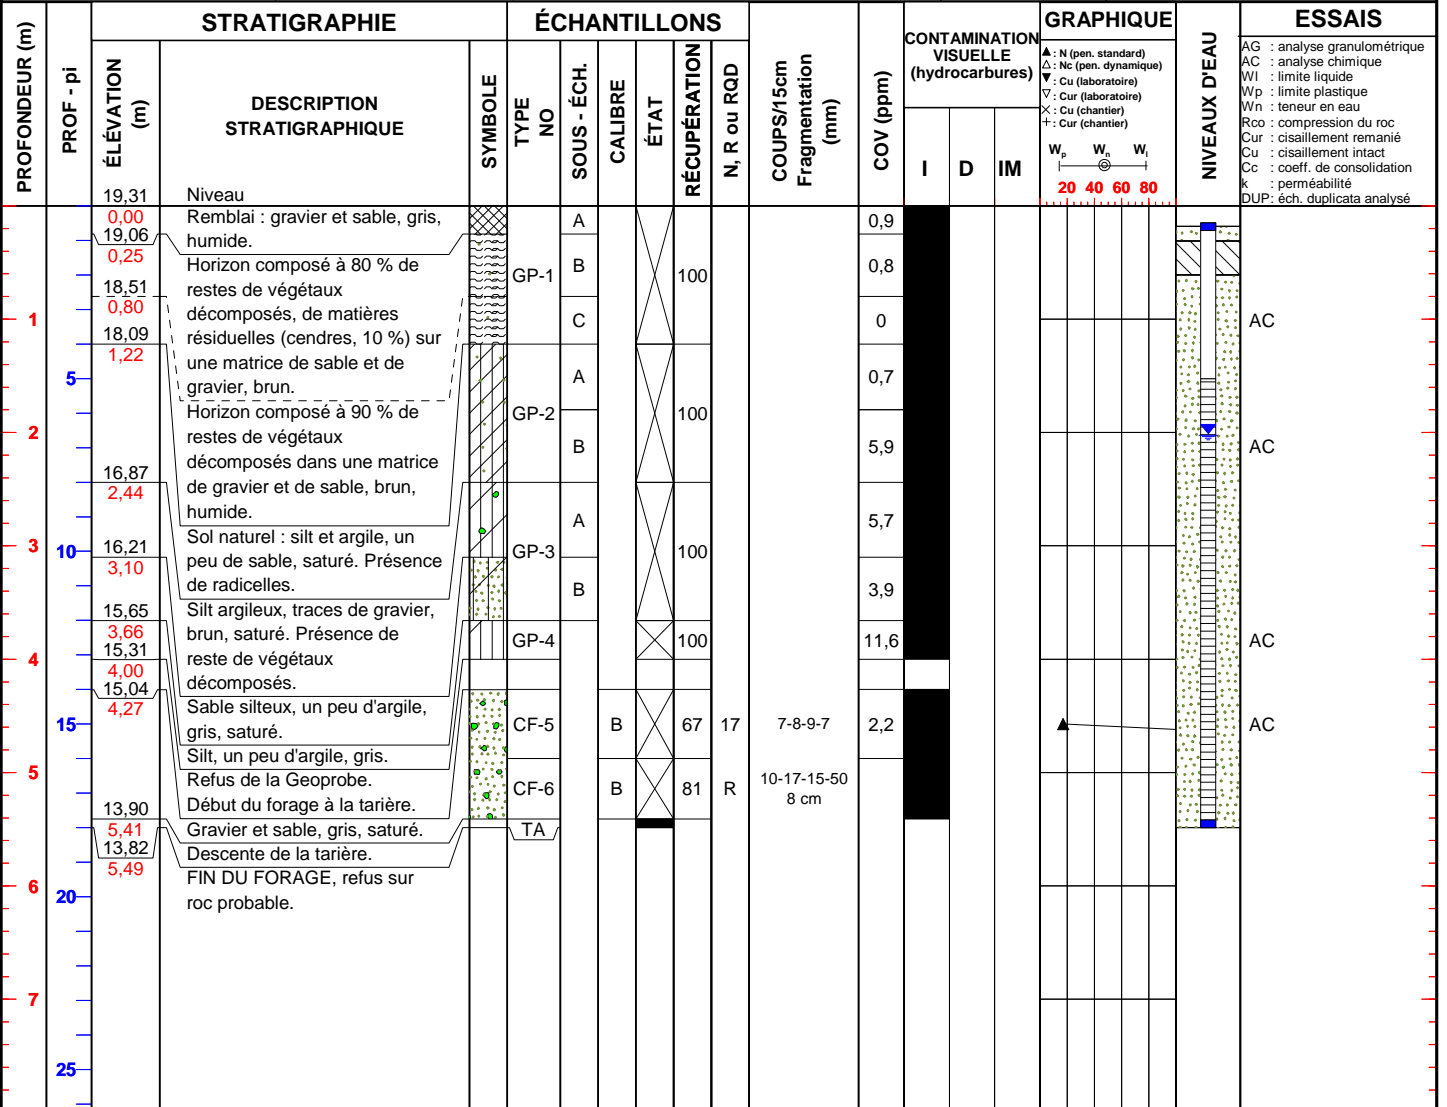 STRATIGRAPHIE
ÉCHANTILLONS
CONTAMINATION
VISUELLE
(hydrocarbures)
GRAPHIQUE
ESSAIS
PROFONDEUR (m)
PROF - pi
ÉLÉVATION
(m)
DESCRIPTION
STRATIGRAPHIQUE
SYMBOLE
TYPE
NO
SOUS - ÉCH.
CALIBRE
ÉTAT
RÉCUPÉRATION
N, R ou RQD
COUPS/15cm
Fragmentation
(mm)
COV (ppm)
I D IM
▲ : N (pen. standard)
△ : Nc (pen. dynamique)
▼ : Cu (laboratoire)
▽ : Cur (laboratoire)
× : Cu (chantier)
+ : Cur (chantier)
Wp Wn Wl
20 40 60 80
NIVEAUX D'EAU
AG : analyse granulométrique
AC : analyse chimique
Wl : limite liquide
Wp : limite plastique
Wn : teneur en eau
Rco : compression du roc
Cur : cisaillement remanié
Cu : cisaillement intact
Cc : coeff. de consolidation
k : perméabilité
DUP: éch. duplicata analysé
19,31 Niveau
0,00 Remblai : gravier et sable, gris,
19,06 humide.
0,25 Horizon composé à 80 % de
restes de végétaux
18,51 décomposés, de matières
0,80 résiduelles (cendres, 10 %) sur
18,09 une matrice de sable et de
1,22 gravier, brun.
Horizon composé à 90 % de
restes de végétaux
décomposés dans une matrice
16,87 de gravier et de sable, brun,
2,44 humide.
Sol naturel : silt et argile, un
16,21 peu de sable, saturé. Présence
3,10 de radicelles.
15,65 Silt argileux, traces de gravier,
3,66 brun, saturé. Présence de
15,31 reste de végétaux
4,00 décomposés.
15,04 Sable silteux, un peu d'argile,
4,27 gris, saturé.
Silt, un peu d'argile, gris.
Refus de la Geoprobe.
13,90 Début du forage à la tarière.
5,41 Gravier et sable, gris, saturé.
13,82 Descente de la tarière.
5,49 FIN DU FORAGE, refus sur
roc probable.
1
2
3
4
5
6
7
5
10
15
20
25
GP-1 100
A 0,9
B 0,8
C 0 AC
GP-2 100
A 0,7
B 5,9 AC
GP-3 100
A 5,7
B 3,9
GP-4 100 11,6 AC
CF-5 B 67 17 7-8-9-7 2,2 AC
CF-6 B 81 R 10-17-15-50
8 cm
TA